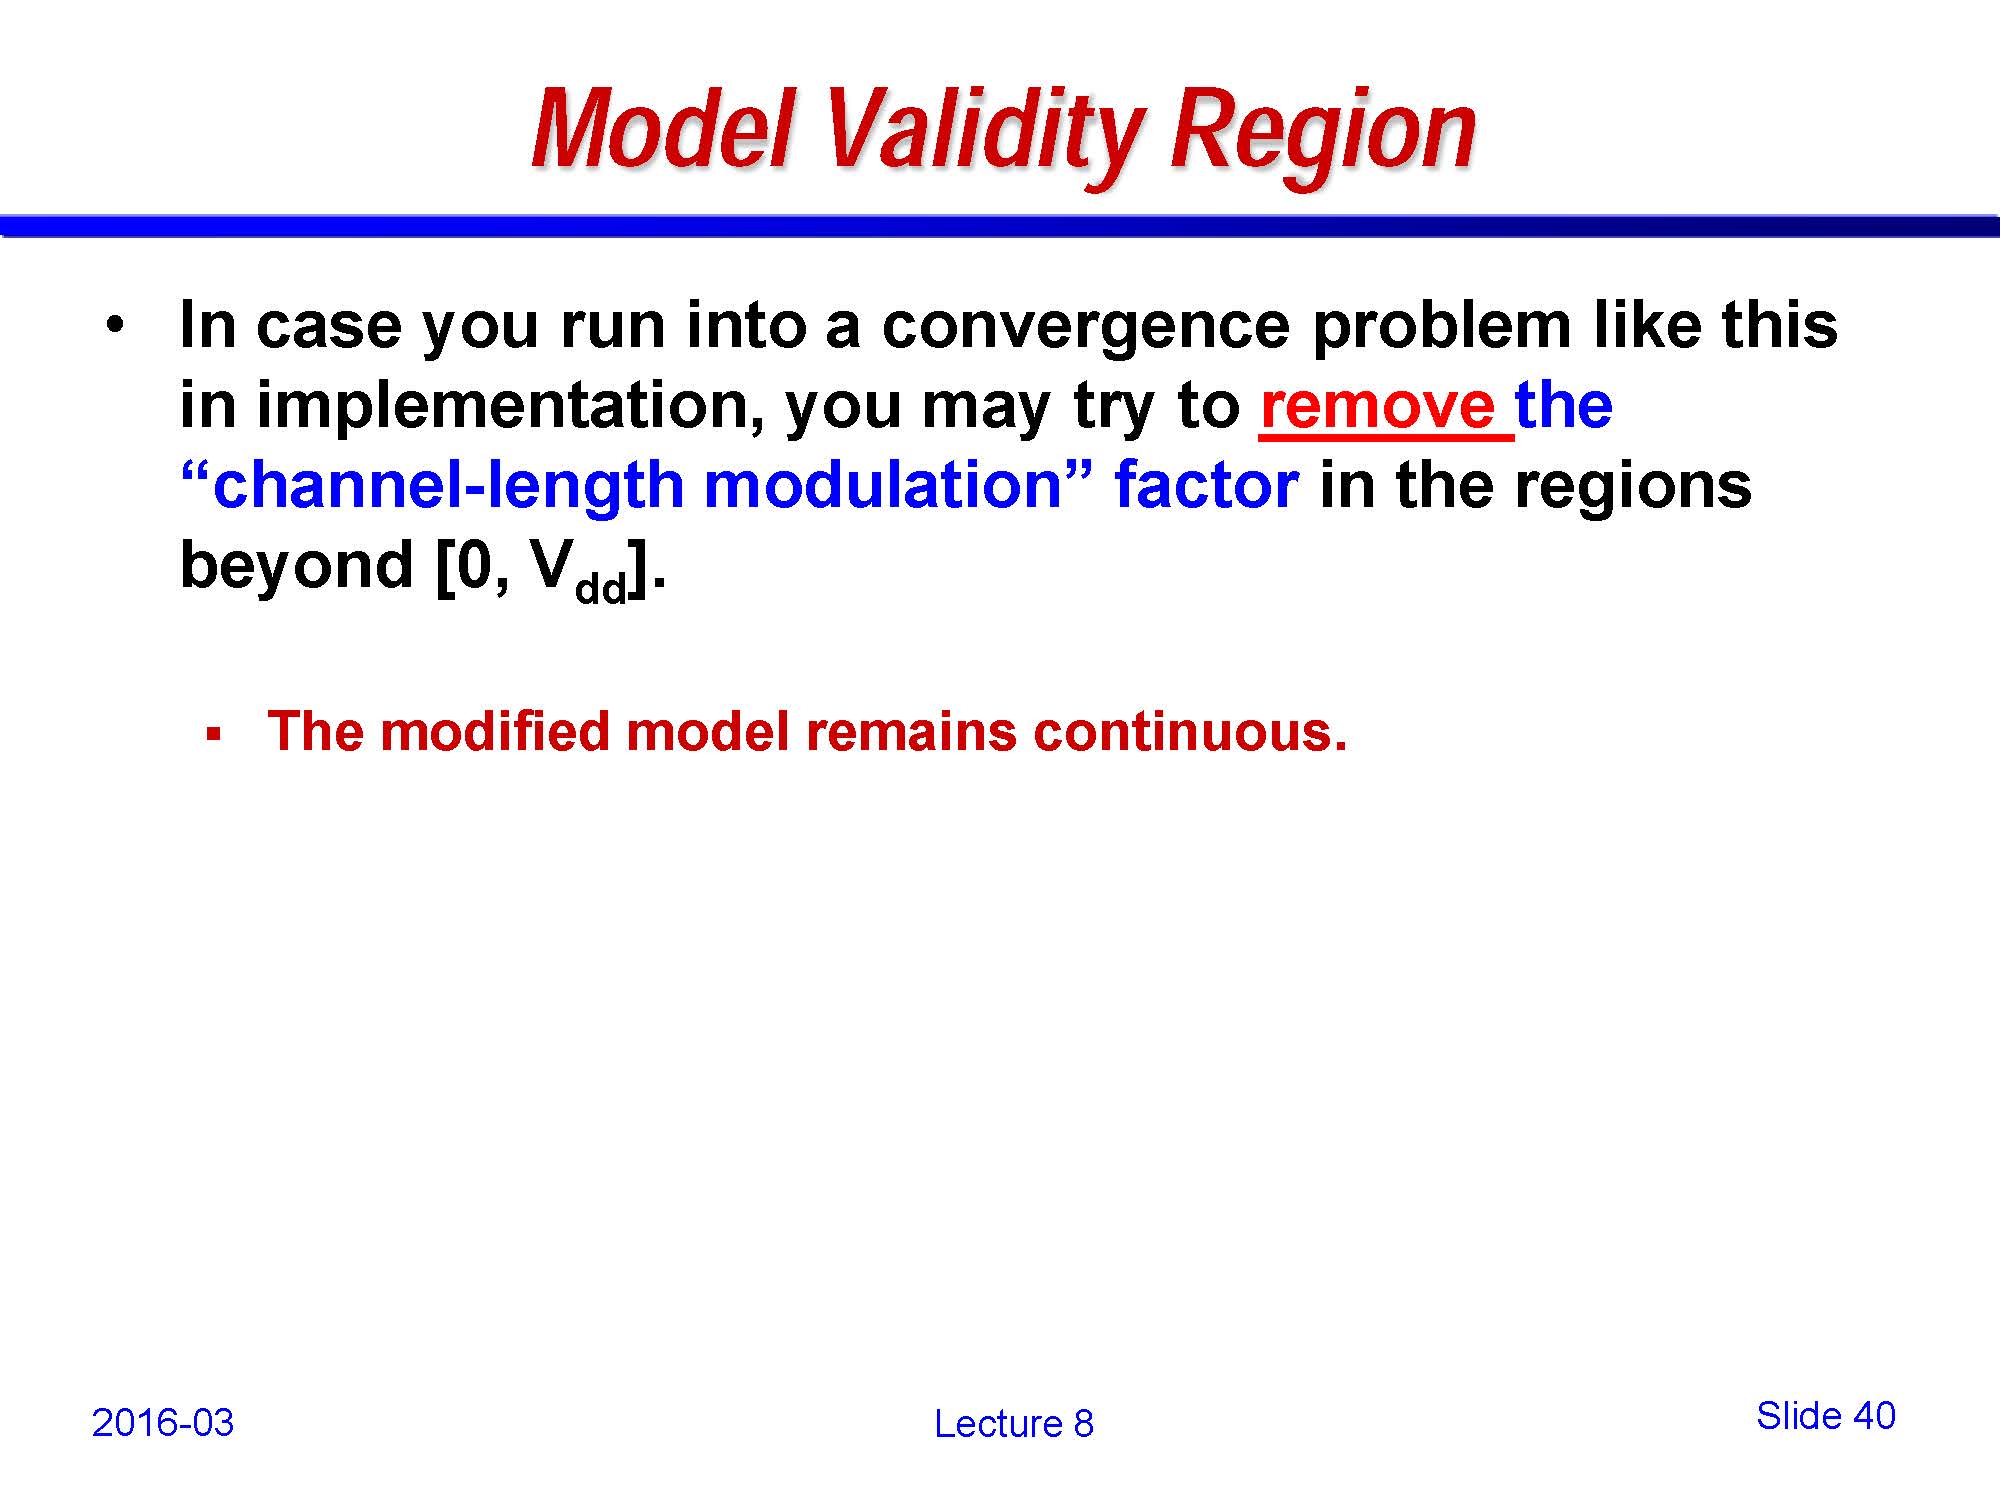 Model Validity Region
• In case you run into a convergence problem like this
in implementation, you may try to remove the
“channel-length modulation” factor in the regions
beyond [0, Vdd].
▪ The modified model remains continuous.
2016-03
Lecture 8
Slide 40